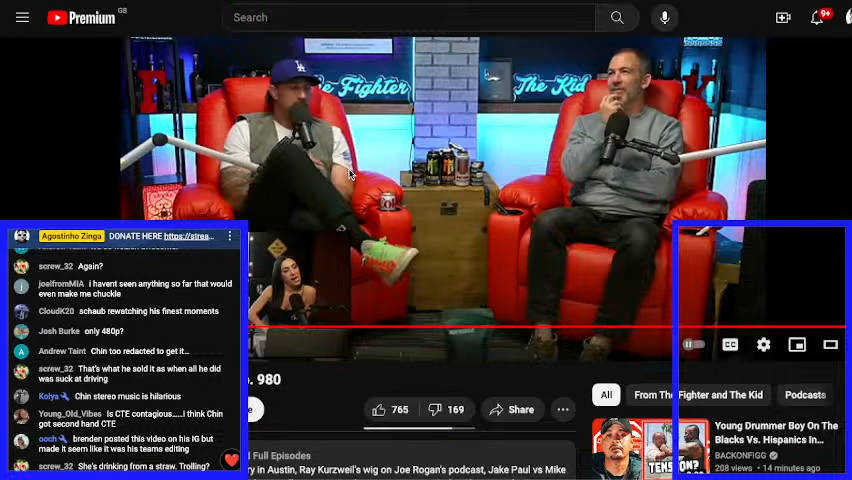 Premium GB
Search
9+
The Fighter
The Kid
Agostinho Zinga DONATE HERE https://strea...
screw_32 Again?
joelfromMIA i havent seen anything so far that would
even make me chuckle
CloudK20 schaub rewatching his finest moments
Josh Burke only 480p?
Andrew Taint Chin too redacted to get it...
screw_32 That's what he sold it as when all he did
was suck at driving
Kolya Chin stereo music is hilarious
Young_Old_Vibes Is CTE contagious.....i think Chin
got second hand CTE
ooch brenden posted this video on his IG but
made it seem like it was his teams editing
screw_32 She's drinking from a straw. Trolling?
. 980
765
169
Share
Full Episodes
ry in Austin, Ray Kurzweil's wig on Joe Rogan's podcast, Jake Paul vs Mike
All
From The Fighter and The Kid
Podcasts
TENSION?
Young Drummer Boy On The
Blacks Vs. Hispanics In...
BACKONFIGG
208 views • 14 minutes ago